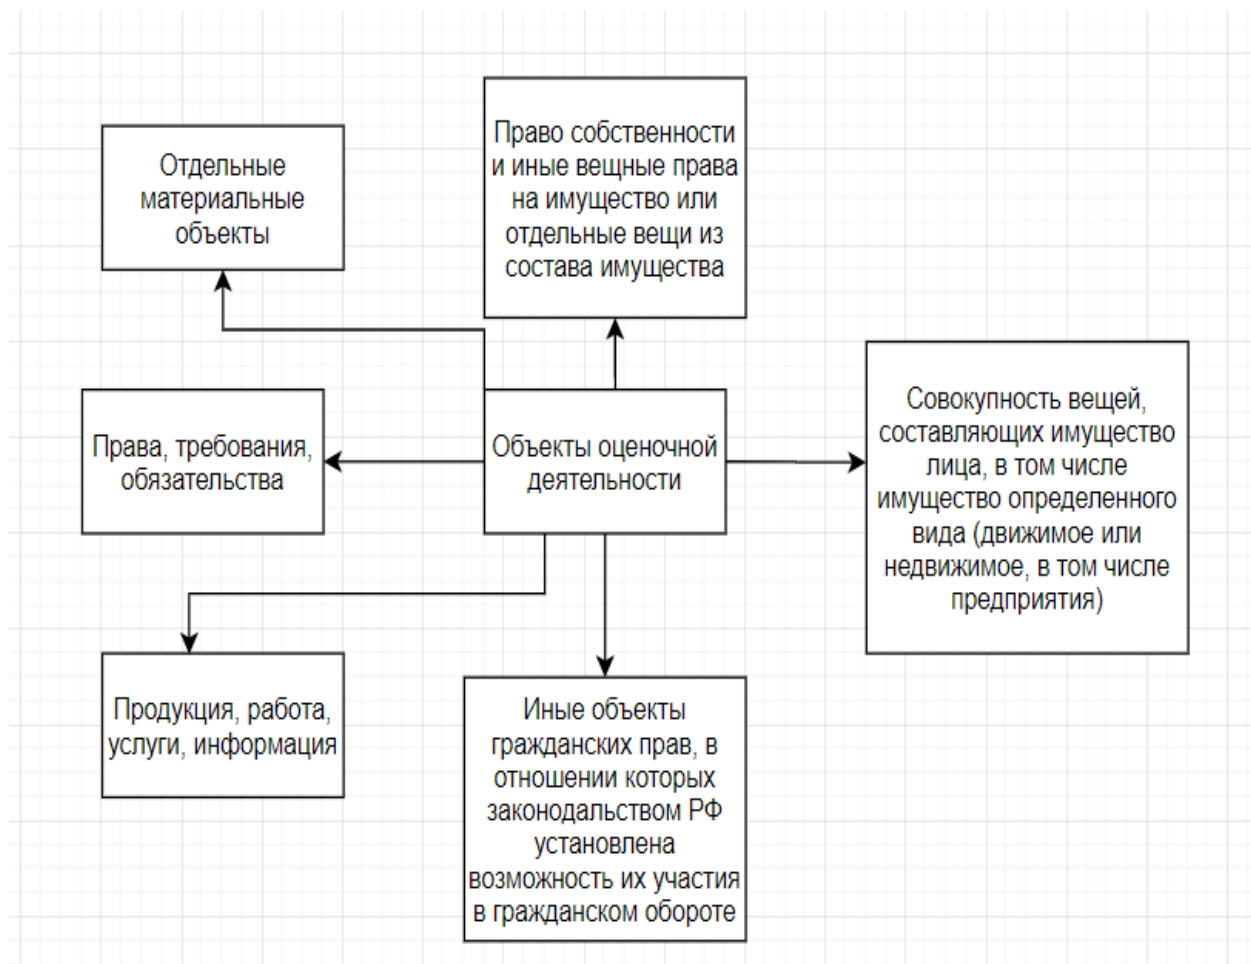 Отдельные
материальные
объекты
Право собственности
и иные вещные права
на имущество или
отдельные вещи из
состава имущества
Права, требования,
обязательства
Объекты оценочной
деятельности
Совокупность вещей,
составляющих имущество
лица, в том числе
имущество определенного
вида (движимое или
недвижимое, в том числе
предприятия)
Продукция, работа,
услуги, информация
Иные объекты
гражданских прав, в
отношении которых
законодальством РФ
установлена
возможность их участия
в гражданском обороте